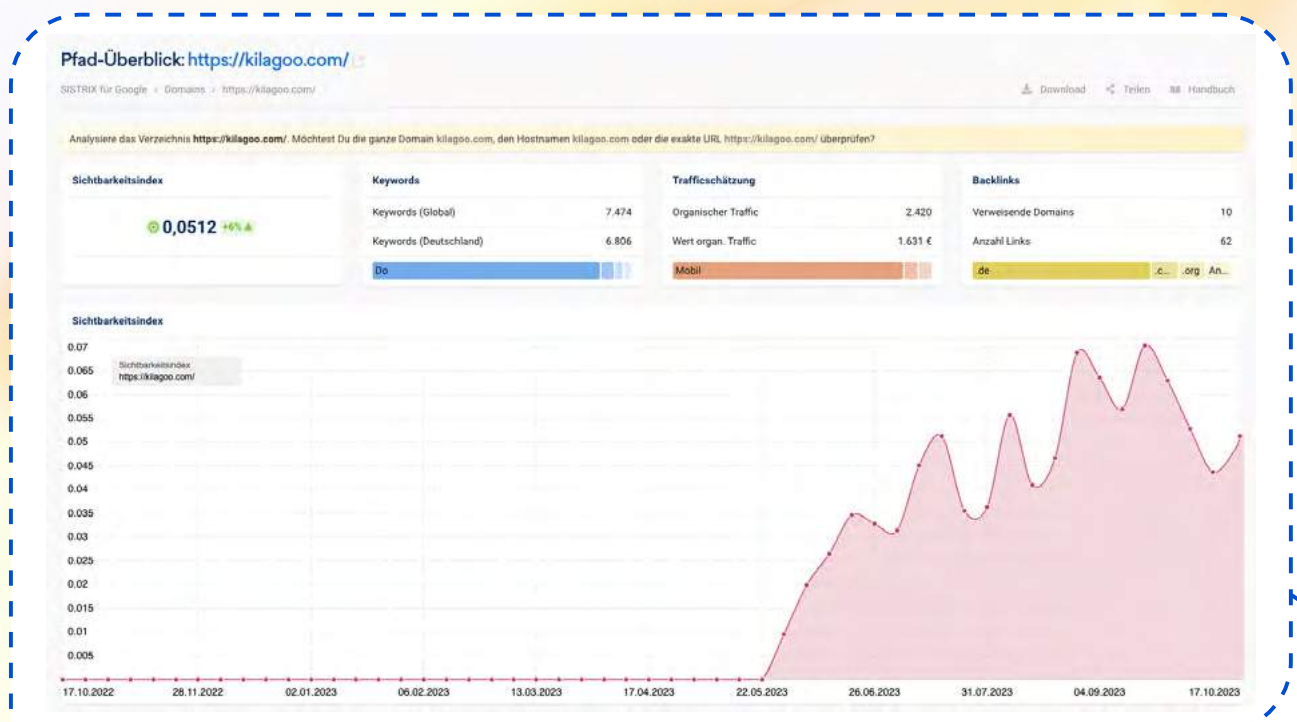 Pfad-Überblick: https://kilagoo.com/
SISTRIX für Google › Domains › https://kilagoo.com/
Download Teilen Handbuch
Analysiere das Verzeichnis https://kilagoo.com/. Möchtest Du die ganze Domain kilagoo.com, den Hostnamen kilagoo.com oder die exakte URL https://kilagoo.com/ überprüfen?
Sichtbarkeitsindex
0,0512 +6%
Keywords
Keywords (Global) 7.474
Keywords (Deutschland) 6.806
Do
Trafficschätzung
Organischer Traffic 2.420
Wert organ. Traffic 1.631 €
Mobil
Backlinks
Verweisende Domains 10
Anzahl Links 62
.de .c... .org An...
Sichtbarkeitsindex
0.07
0.065
0.06
0.055
0.05
0.045
0.04
0.035
0.03
0.025
0.02
0.015
0.01
0.005
Sichtbarkeitsindex
https://kilagoo.com/
17.10.2022 28.11.2022 02.01.2023 06.02.2023 13.03.2023 17.04.2023 22.05.2023 26.06.2023 31.07.2023 04.09.2023 17.10.2023